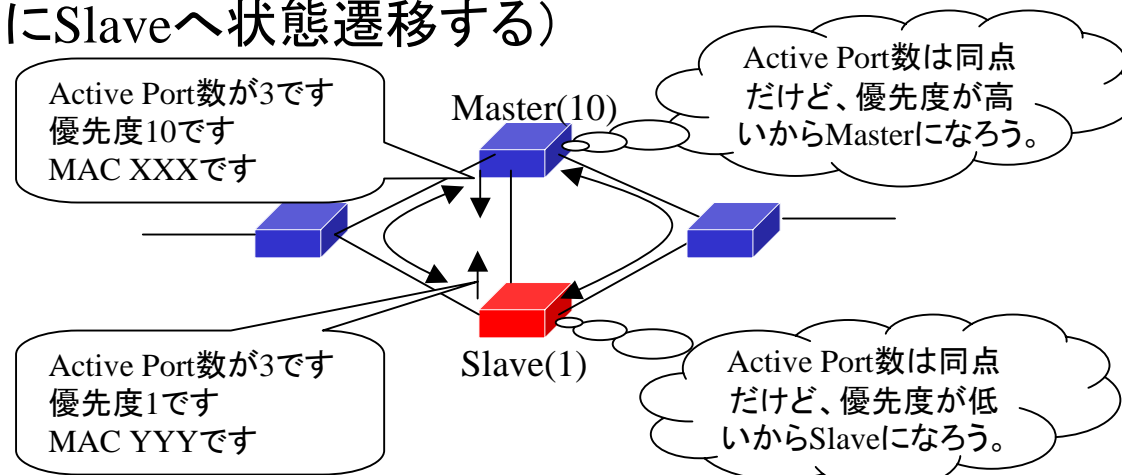 にSlaveへ状態遷移する）
Active Port数が3です
優先度10です
MAC XXXです
Master(10)
Active Port数は同点
だけど、優先度が高
いからMasterになろう。
Active Port数が3です
優先度1です
MAC YYYです
Slave(1)
Active Port数は同点
だけど、優先度が低
いからSlaveになろう。